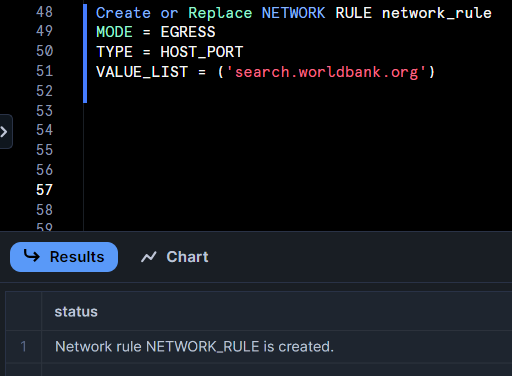 48 Create or Replace NETWORK RULE network_rule
49 MODE = EGRESS
50 TYPE = HOST_PORT
51 VALUE_LIST = ('search.worldbank.org')
52
53
54
55
56
57
58
59
Results Chart
status
1 Network rule NETWORK_RULE is created.